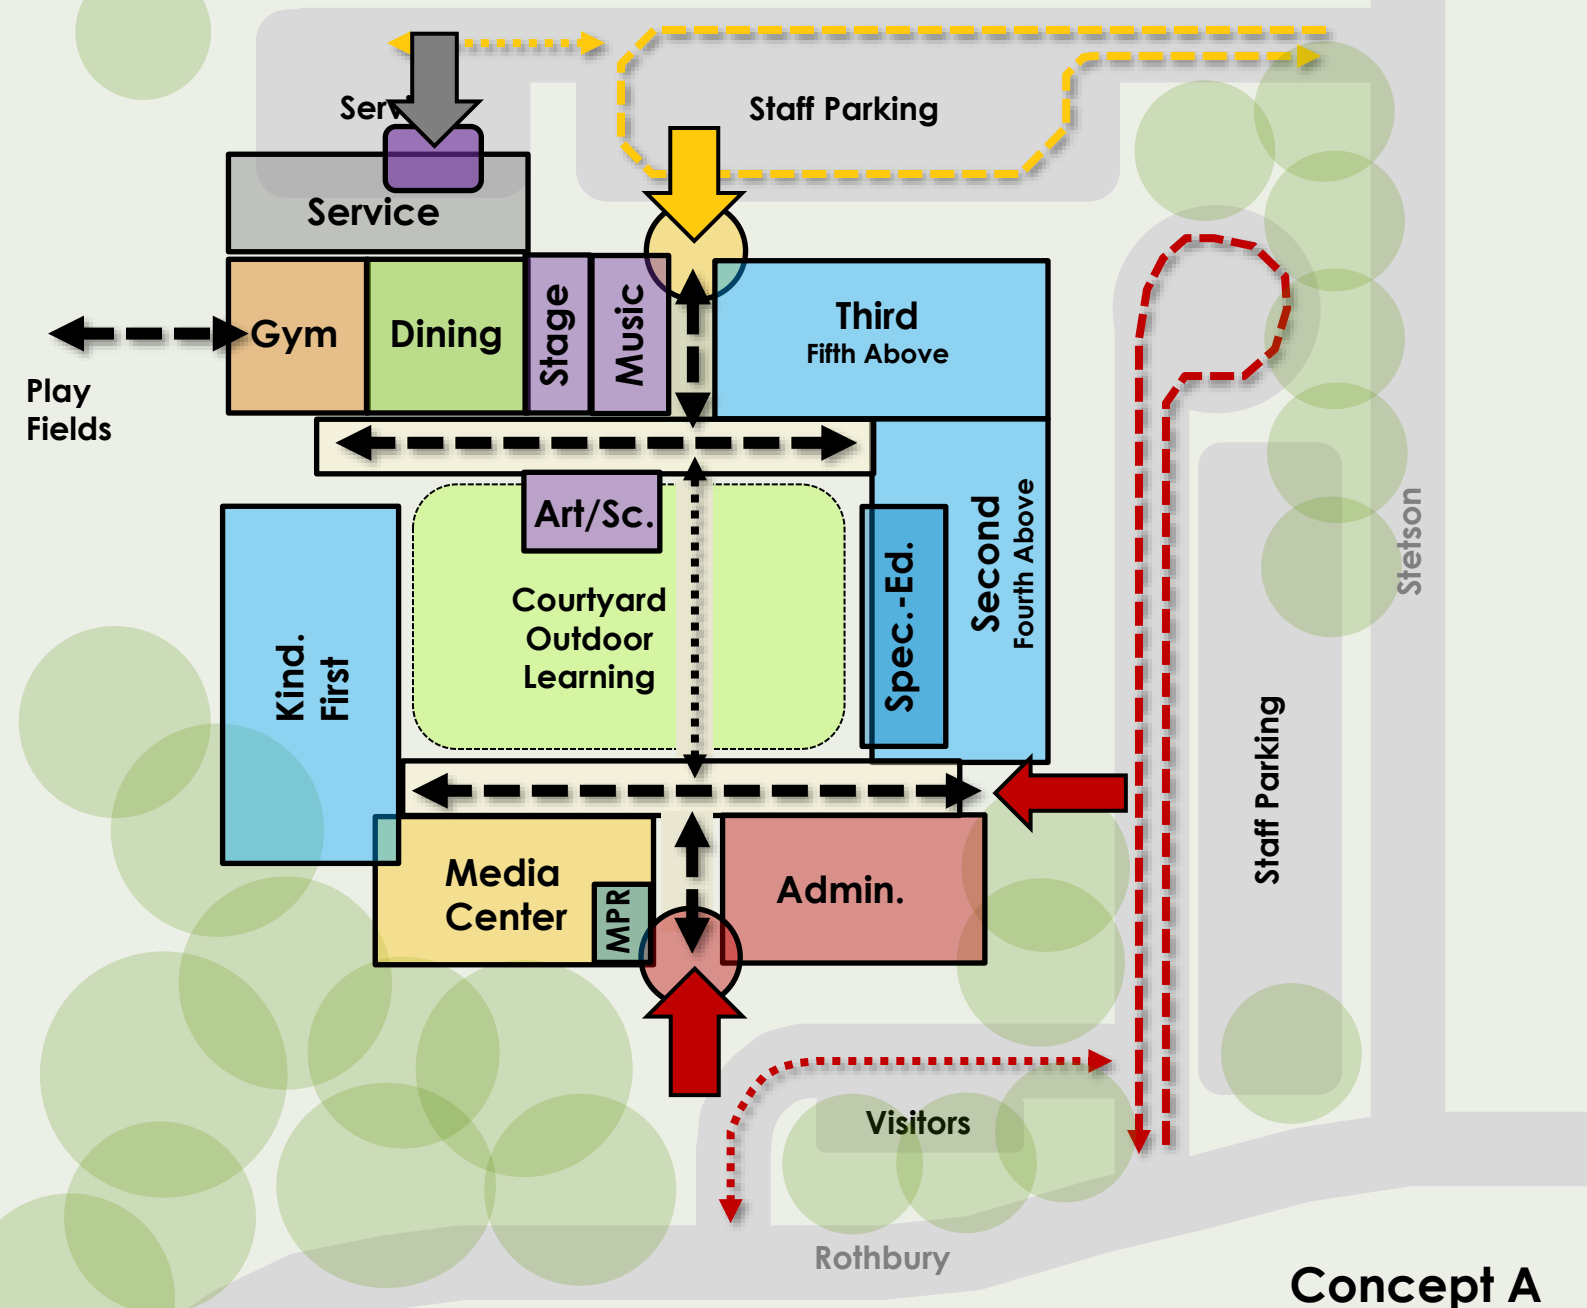 Staff Parking
Service
Gym
Dining
Stage
Music
Third
Fifth Above
Play
Fields
Art/Sc.
Courtyard
Outdoor
Learning
Kind.
First
Spec.-Ed.
Second
Fourth Above
Stetson
Staff Parking
Media
Center
MPR
Admin.
Visitors
Rothbury
Concept A